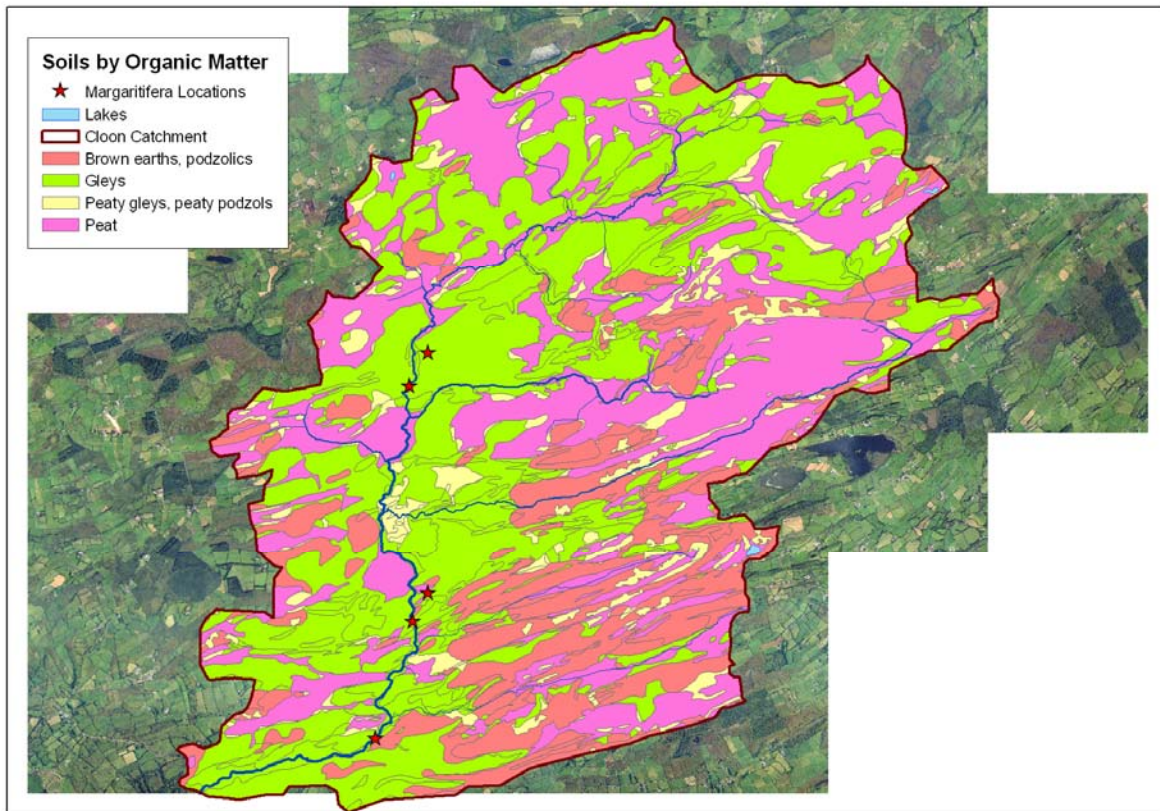 Soils by Organic Matter
Margaritifera Locations
Lakes
Cloon Catchment
Brown earths, podzolics
Gleys
Peaty gleys, peaty podzols
Peat